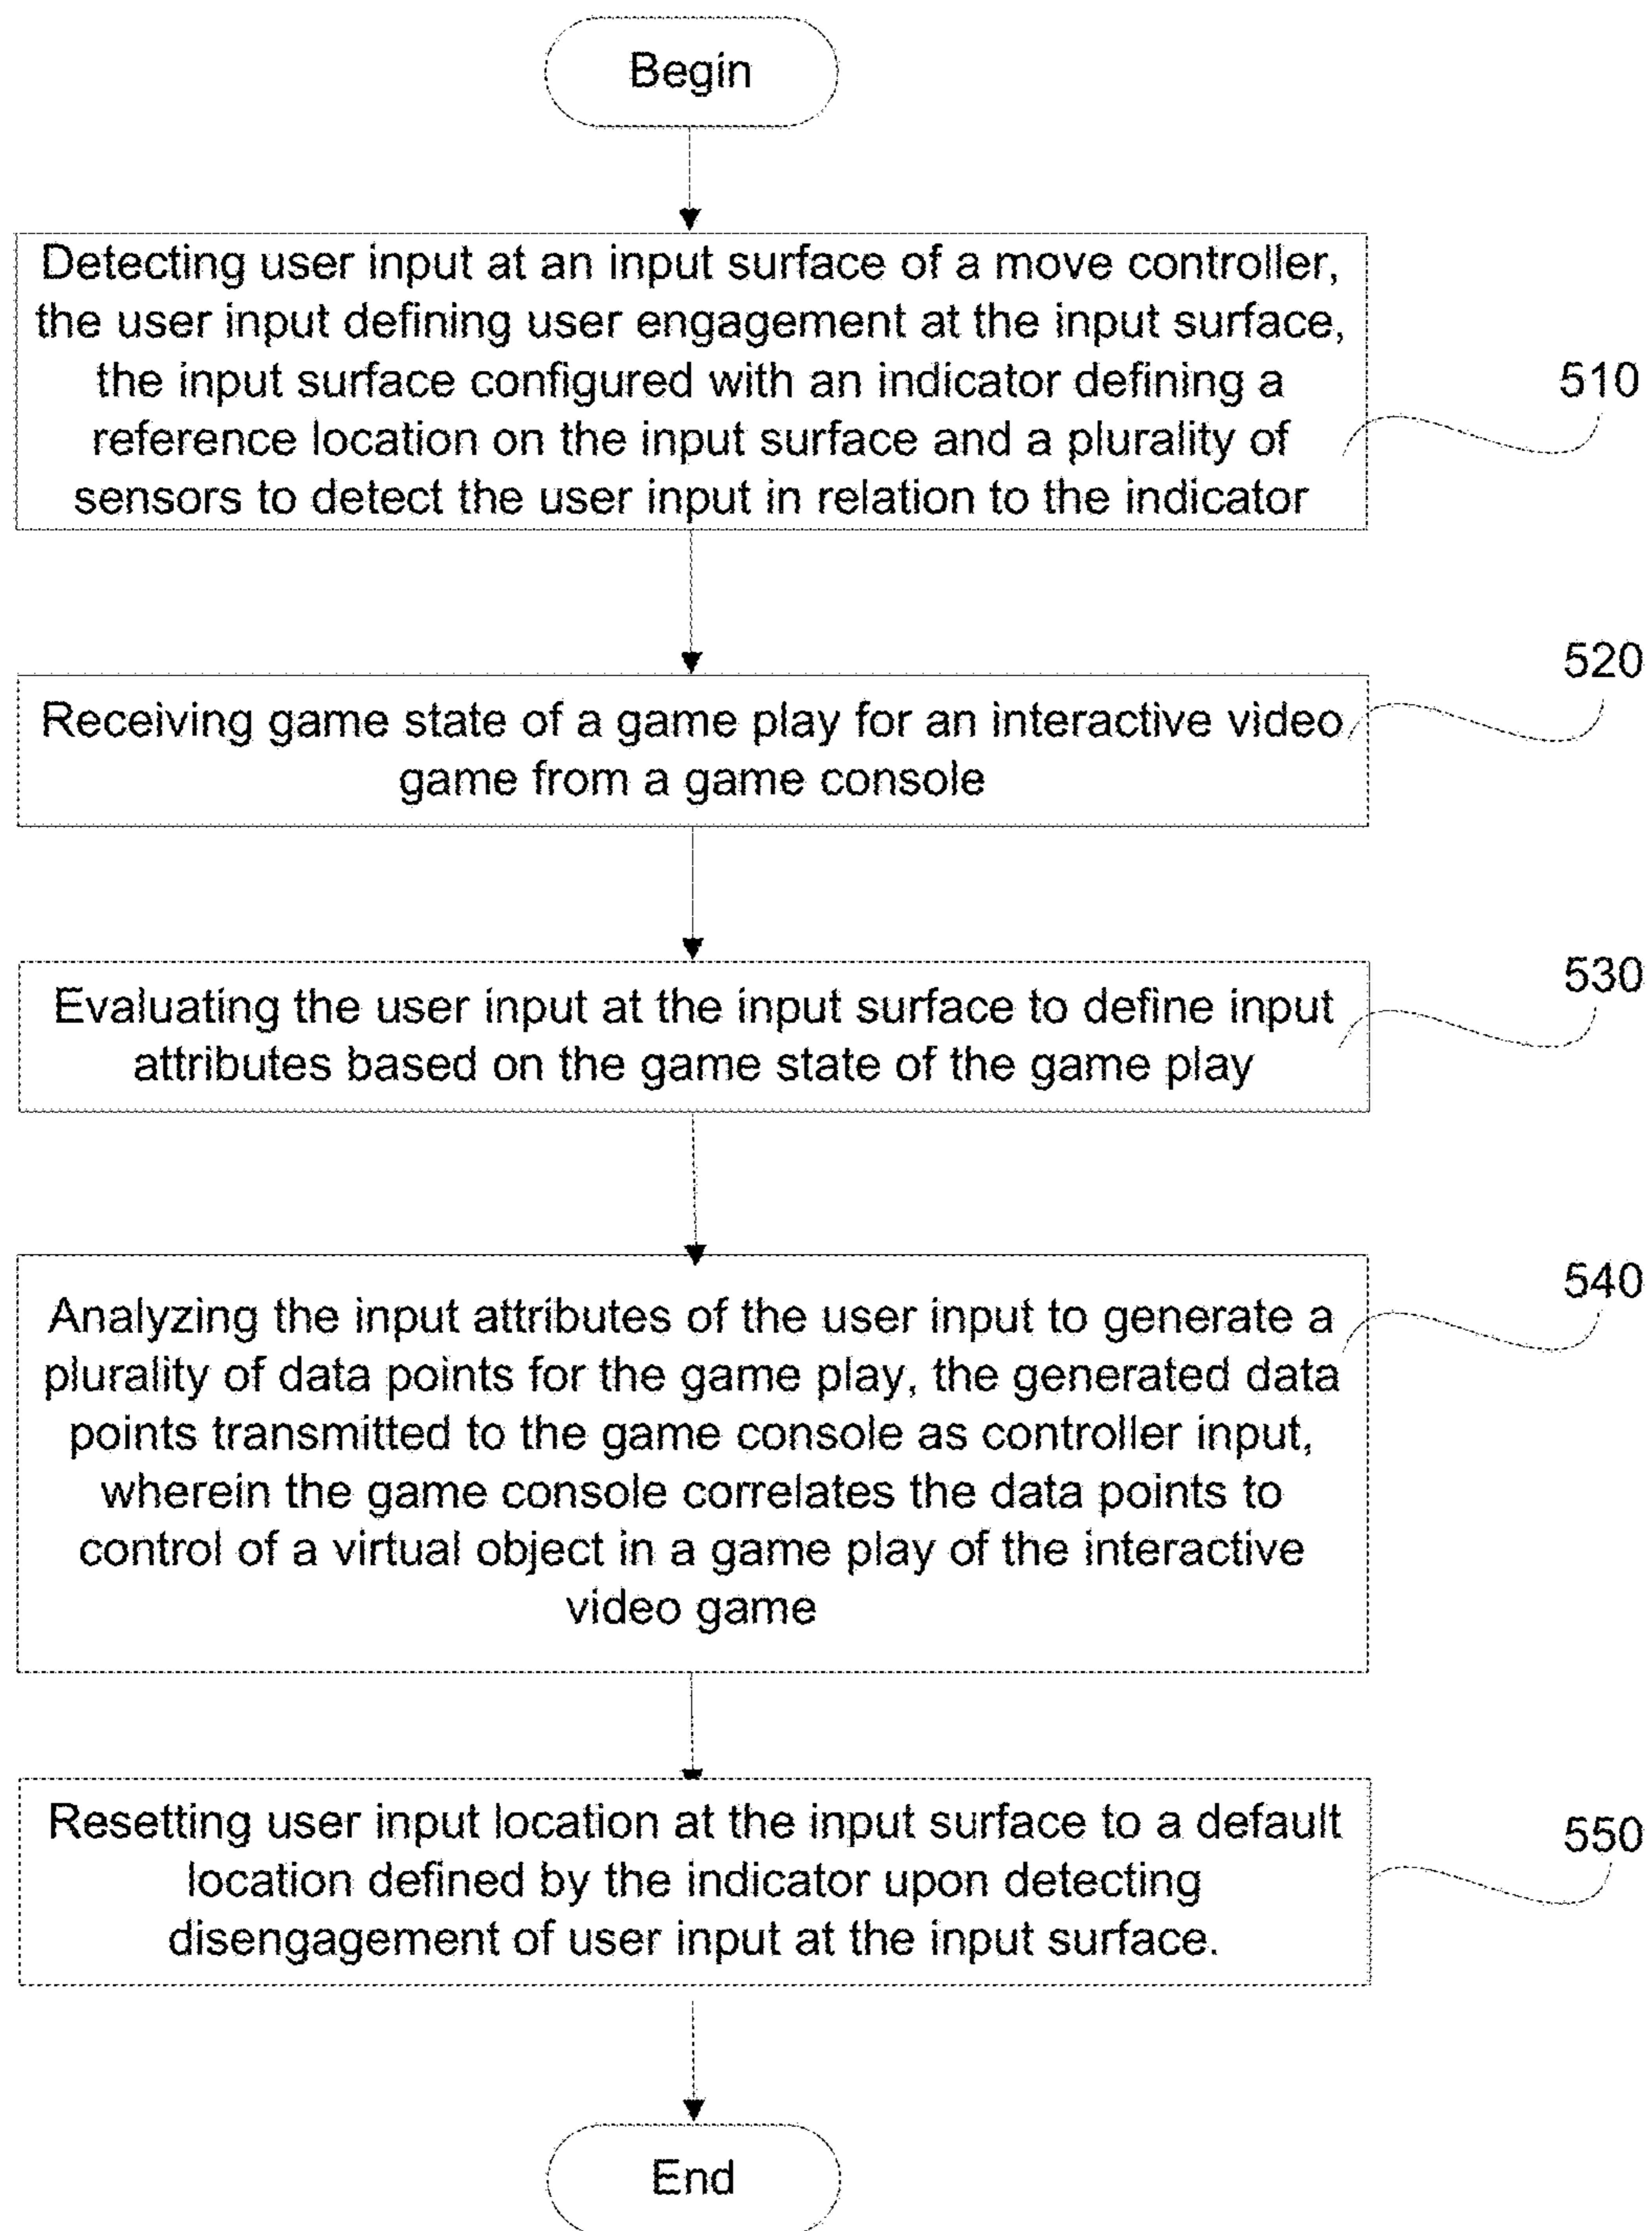 Begin
Detecting user input at an input surface of a move controller,
the user input defining user engagement at the input surface,
the input surface configured with an indicator defining a
reference location on the input surface and a plurality of
sensors to detect the user input in relation to the indicator
510
Receiving game state of a game play for an interactive video
game from a game console
520
Evaluating the user input at the input surface to define input
attributes based on the game state of the game play
530
Analyzing the input attributes of the user input to generate a
plurality of data points for the game play, the generated data
points transmitted to the game console as controller input,
wherein the game console correlates the data points to
control of a virtual object in a game play of the interactive
video game
540
Resetting user input location at the input surface to a default
location defined by the indicator upon detecting
disengagement of user input at the input surface.
550
End